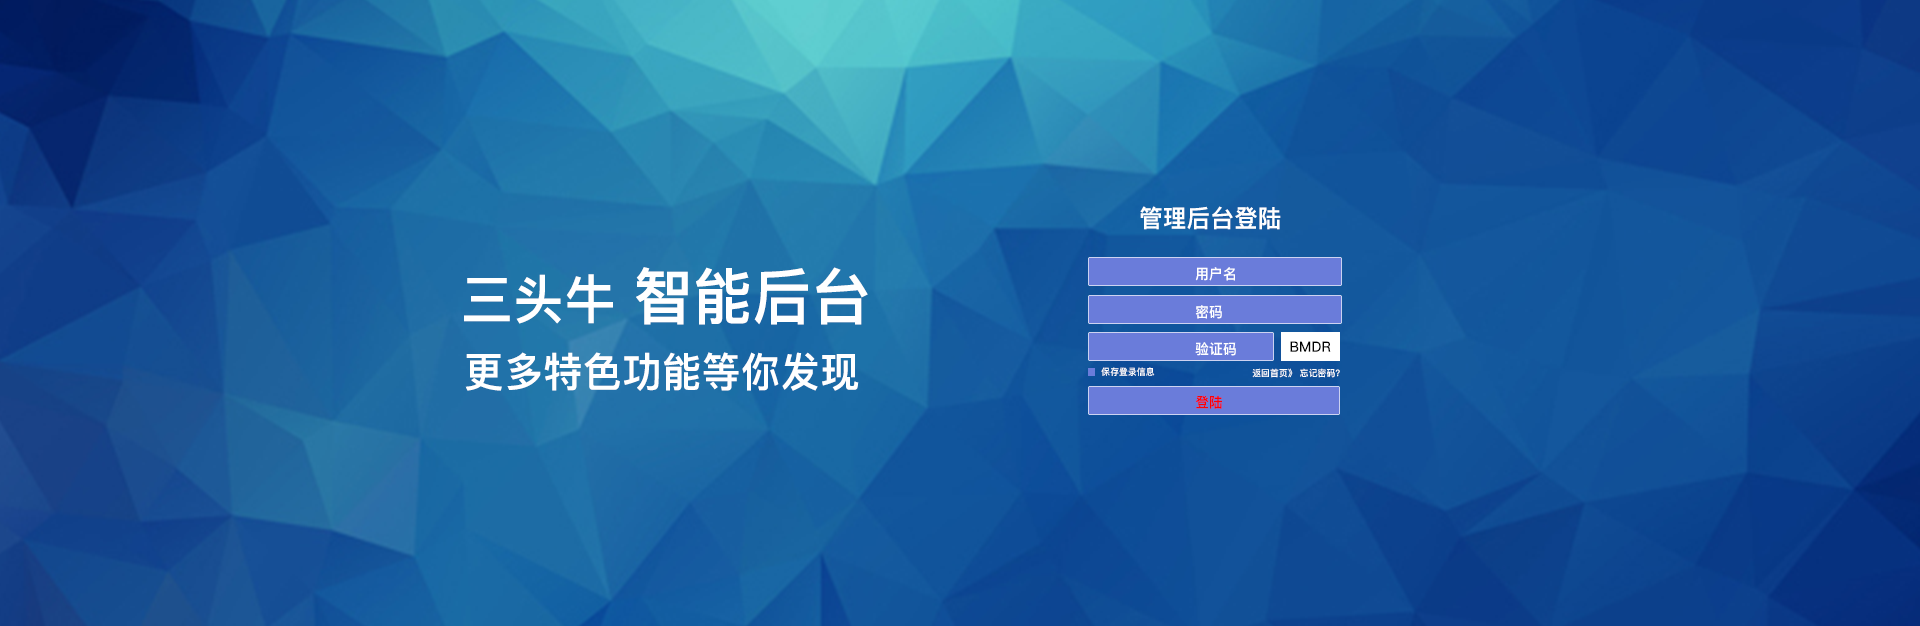 三头牛 智能后台
更多特色功能等你发现
管理后台登陆
用户名
密码
验证码 BMDR
保存登录信息 返回首页》 忘记密码?
登陆